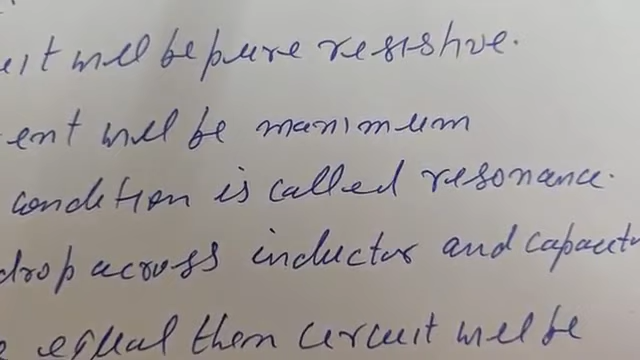 uit will be pure resistive.
ent will be maximum
condition is called resonance.
drop across inductor and capacit
equal then circuit will be